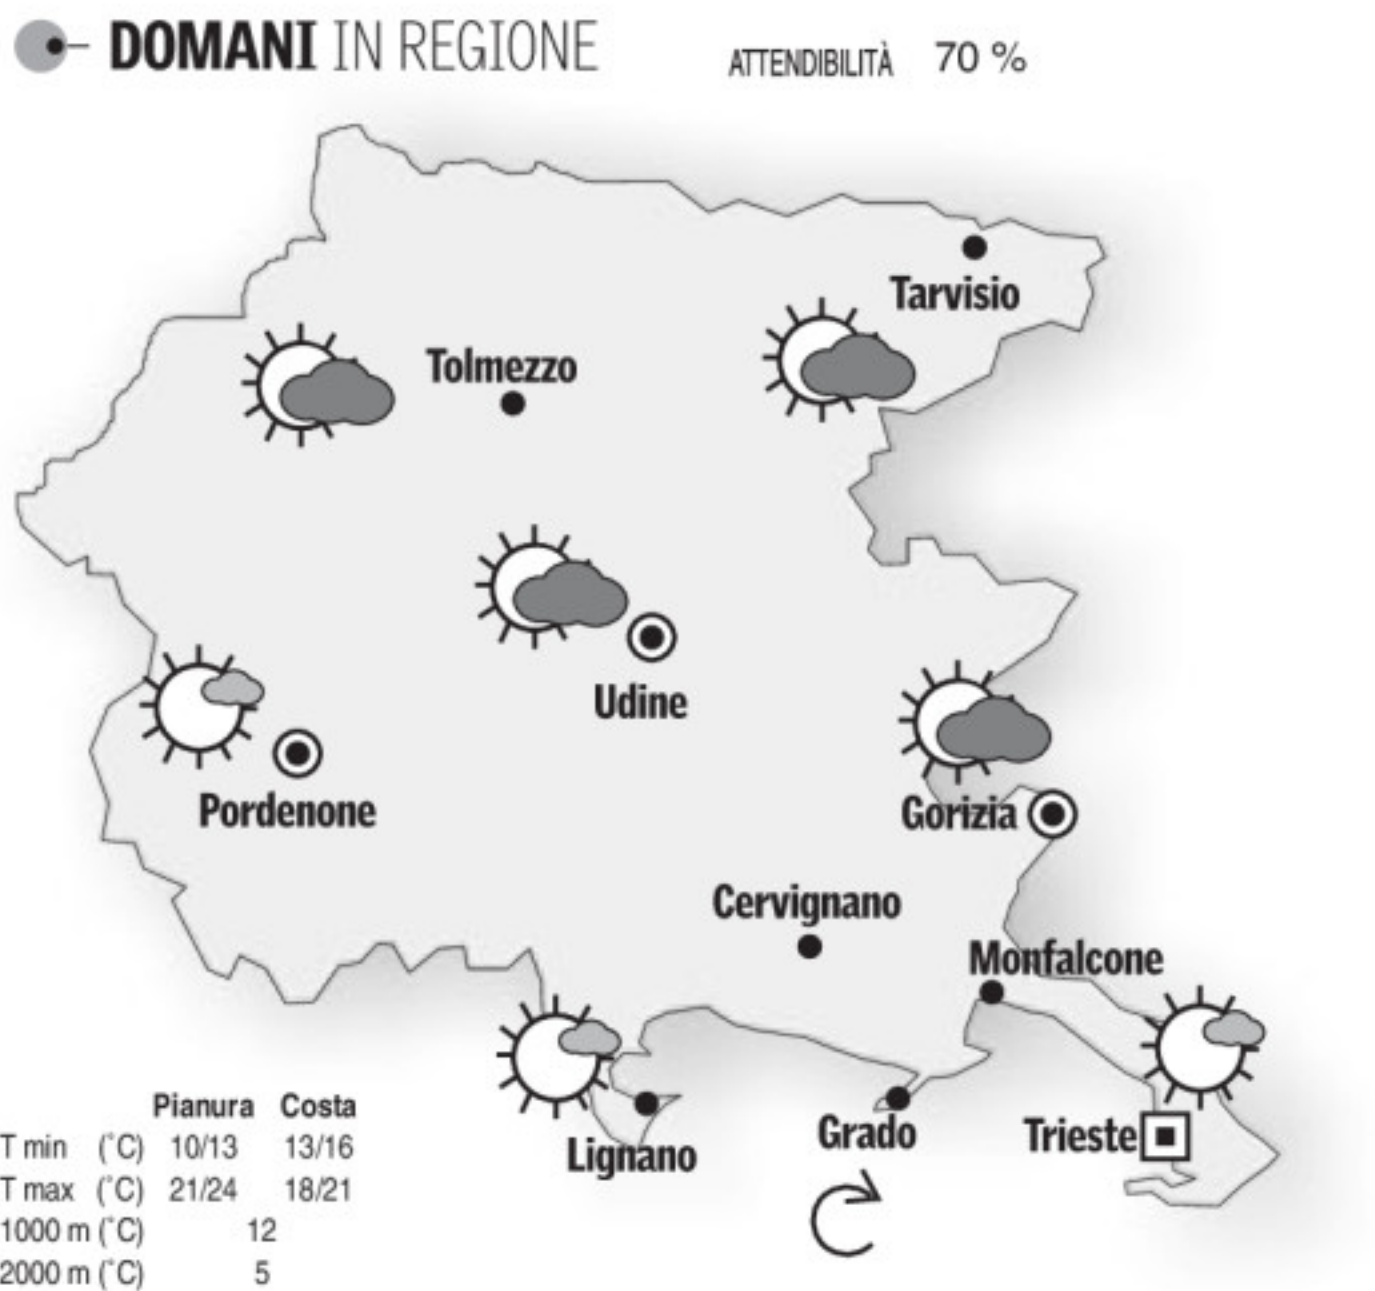 DOMANI IN REGIONE
ATTENDIBILITÀ 70 %
Tarvisio
Tolmezzo
Udine
Pordenone
Gorizia
Cervignano
Monfalcone
Lignano
Grado
Trieste
Pianura Costa
T min (°C) 10/13 13/16
T max (°C) 21/24 18/21
1000 m (°C) 12
2000 m (°C) 5